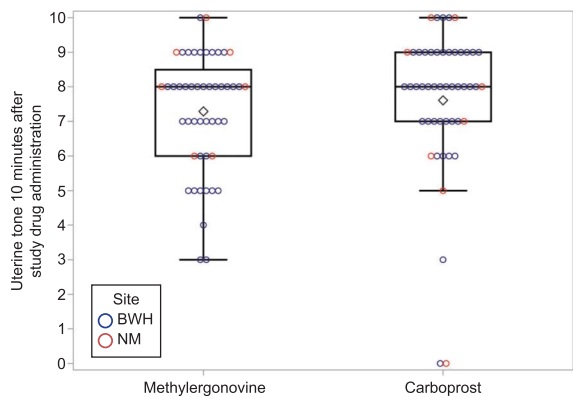 Uterine tone 10 minutes after
study drug administration
10
9
8
7
6
5
4
3
2
1
0
Site
BWH
NM
Methylergonovine
Carboprost